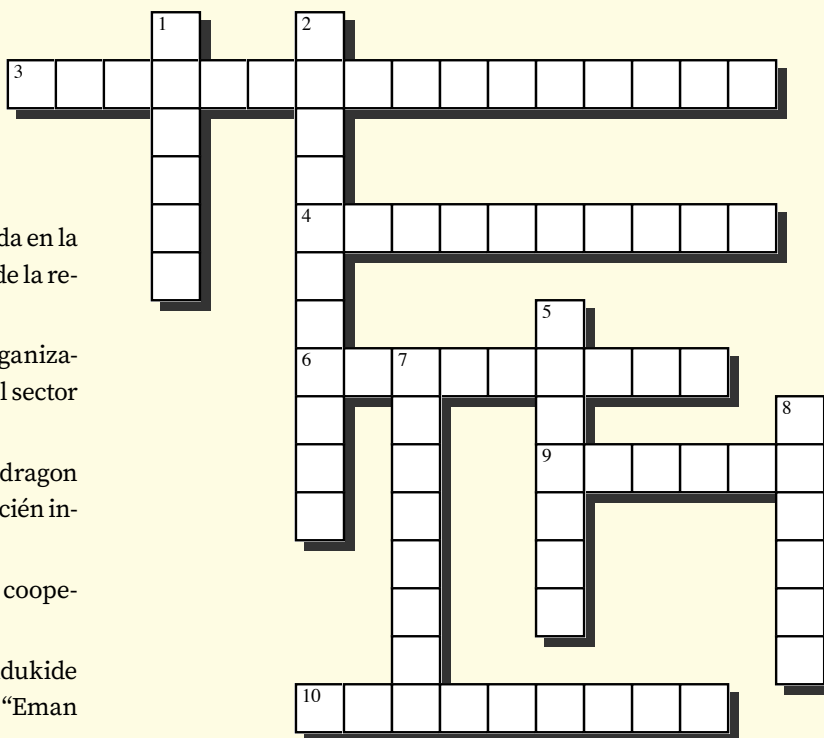 1
2
3
da en la
4
de la re-
5
ganiza-
6
7
l sector
8
9
dragon
cién in-
coope-
dukide
10
“Eman